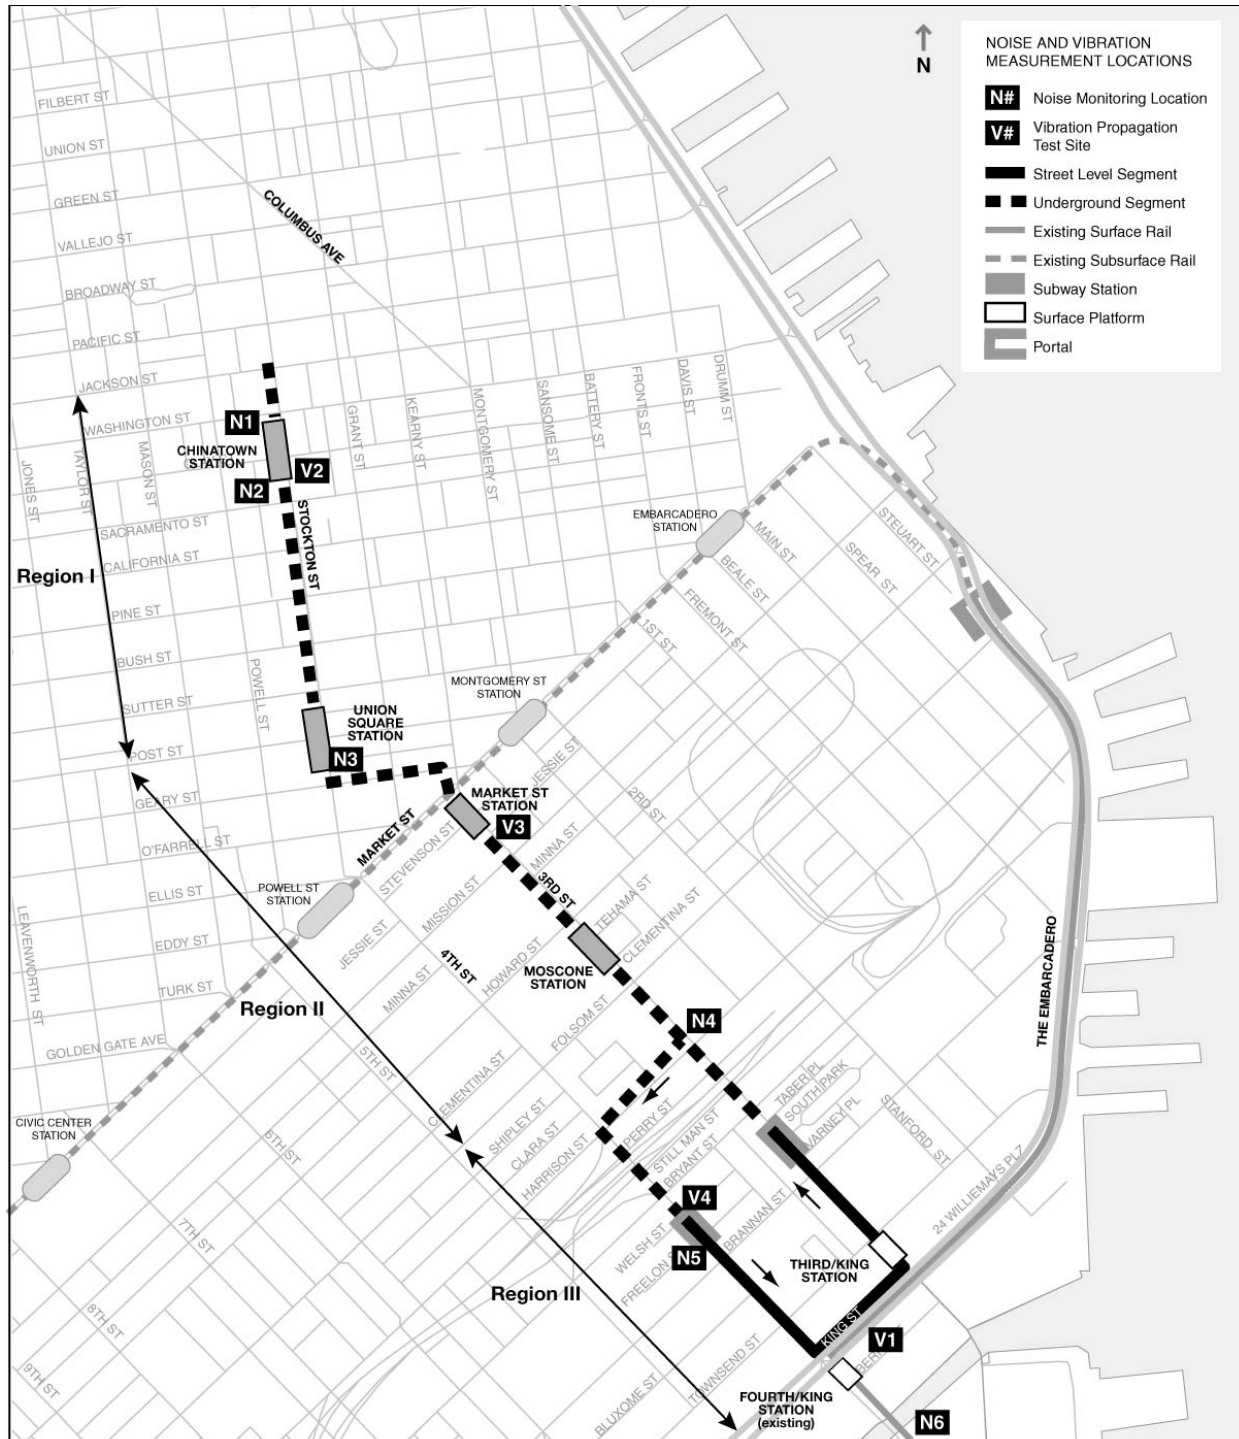 N
NOISE AND VIBRATION
MEASUREMENT LOCATIONS
N# Noise Monitoring Location
V# Vibration Propagation
Test Site
Street Level Segment
Underground Segment
Existing Surface Rail
Existing Subsurface Rail
Subway Station
Surface Platform
Portal
FILBERT ST
UNION ST
GREEN ST
VALLEJO ST
BROADWAY ST
PACIFIC ST
JACKSON ST
WASHINGTON ST
COLUMBUS AVE
N1
CHINATOWN
STATION
V2
N2
JONES ST
TAYLOR ST
MASON ST
GRANT ST
KEARNY ST
MONTGOMERY ST
SANSOME ST
BATTERY ST
FRONTS ST
DAVIS ST
DRUMM ST
SACRAMENTO ST
CALIFORNIA ST
STOCKTON ST
Region I
PINE ST
BUSH ST
SUTTER ST
POWELL ST
POST ST
GEARY ST
O'FARRELL ST
ELLIS ST
EDDY ST
TURK ST
GOLDEN GATE AVE
LEAVENWORTH ST
EMBARCADERO
STATION
MAIN ST
BEALE ST
SPEAR ST
STEUART ST
FREMONT ST
1ST ST
MONTGOMERY ST
STATION
UNION
SQUARE
STATION
N3
JESSIE ST
2RD ST
MARKET ST
STATION
V3
MARKET ST
STEVENSON ST
MINNA ST
POWELL ST
STATION
MISSION ST
3RD ST
TEHAMA ST
CLEMENTINA ST
JESSIE ST
MINNA ST
4TH ST
HOWARD ST
MOSCONE
STATION
FOLSOM ST
Region II
N4
THE EMBARCADERO
5TH ST
CLEMENTINA ST
SHIPLEY ST
CLARA ST
HARRISON ST
PERRY ST
STILL MAN ST
BRYANT ST
TABER PL
SOUTH PARK
VARNEY PL
STANFORD ST
CIVIC CENTER
STATION
6TH ST
7TH ST
8TH ST
9TH ST
V4
N5
WELSH ST
FREELON S
BRANNAN ST
24 WILLIEMAYS PLZ
THIRD/KING
STATION
Region III
KING ST
V1
BER
TOWNSEND ST
BLUXOME ST
FOURTH/KING
STATION
(existing)
N6